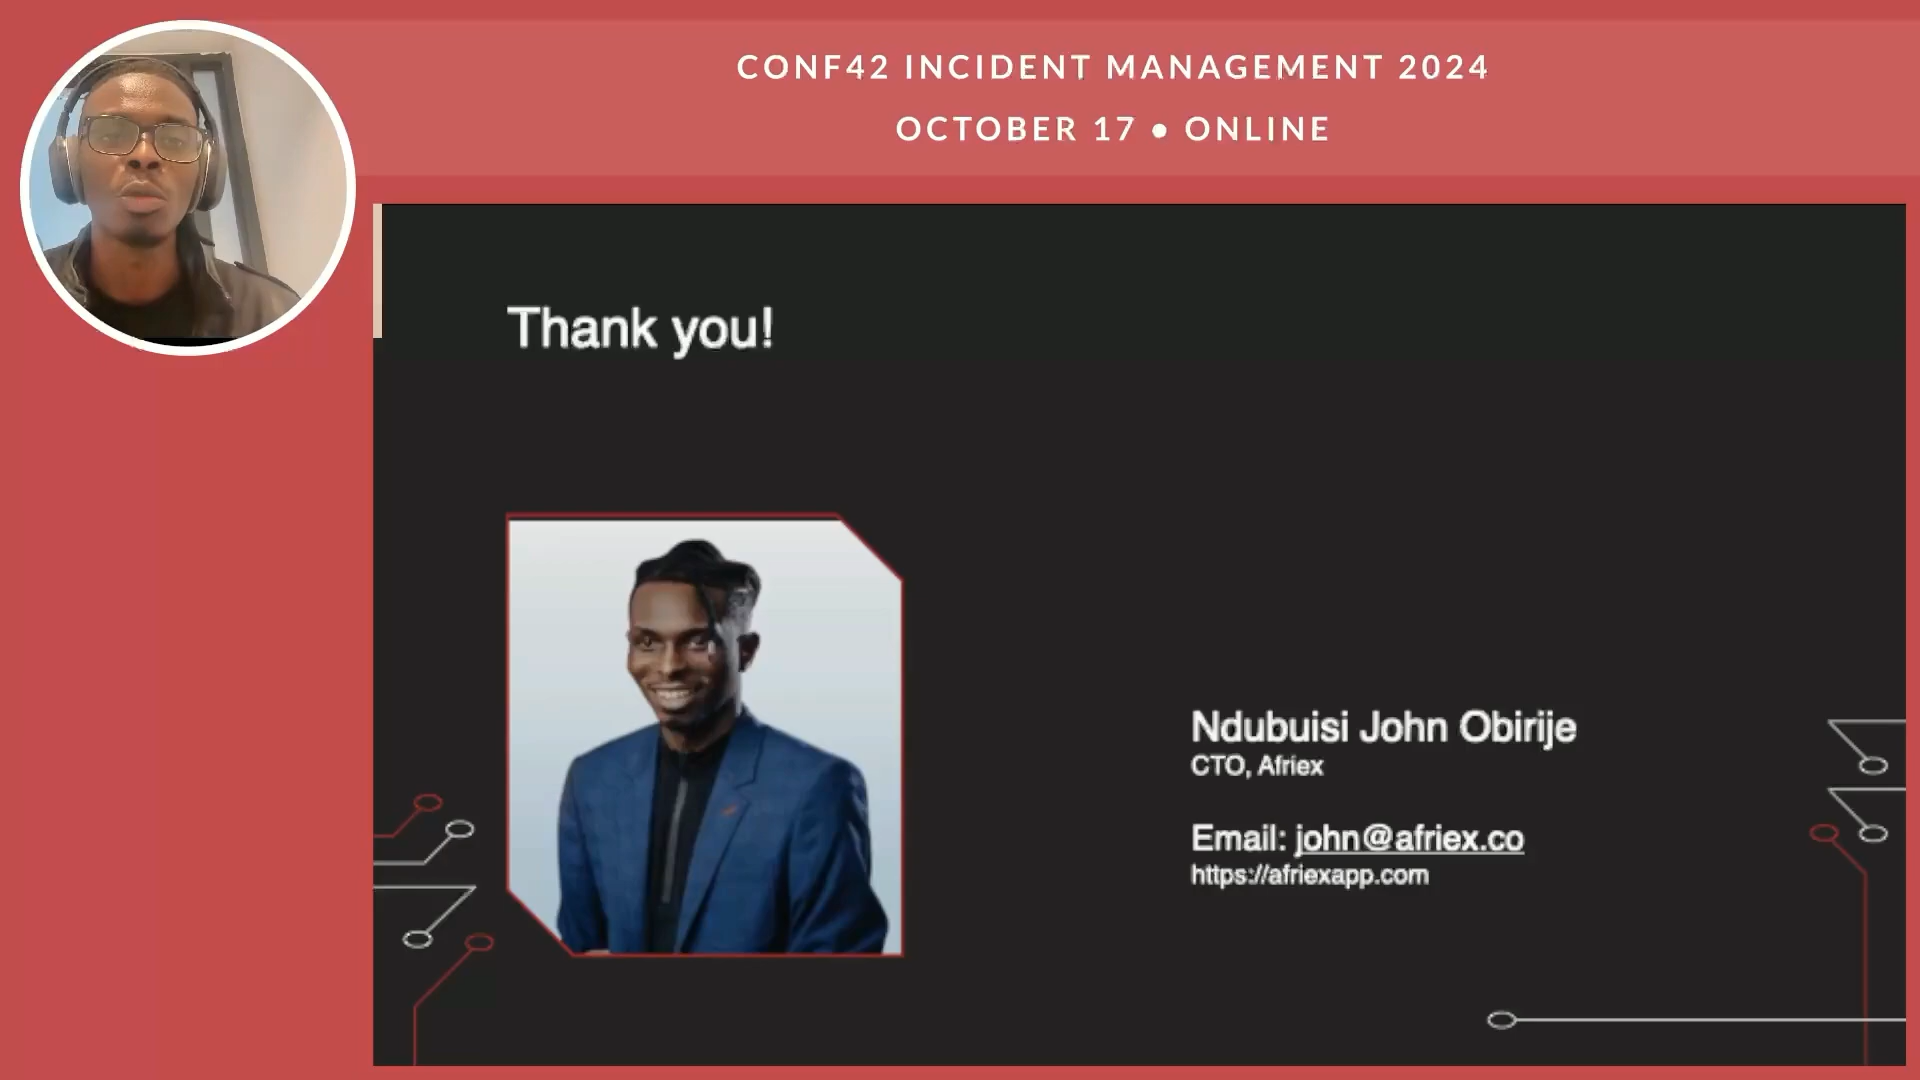 CONF42 INCIDENT MANAGEMENT 2024
OCTOBER 17 • ONLINE
Thank you!
Ndubuisi John Obirije
CTO, Afriex
Email: john@afriex.co
https://afriexapp.com